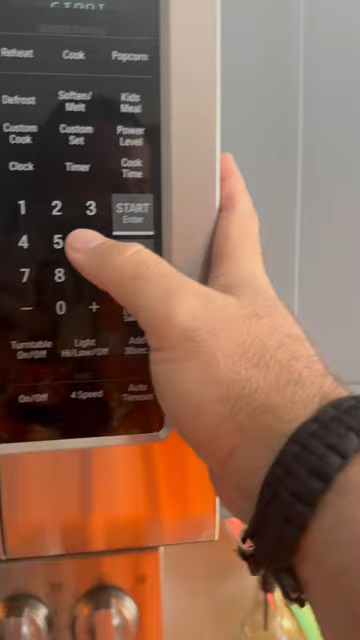 Reheat Cook Popcorn
Defrost Soften/ Melt Kids Meal
Custom Cook Custom Set Power Level
Clock Timer Cook Time
1 2 3 START
Enter
4 5
7 8
− 0 +
Turntable On/Off Light Hi/Low/Off Add
On/Off 4 Speed Auto